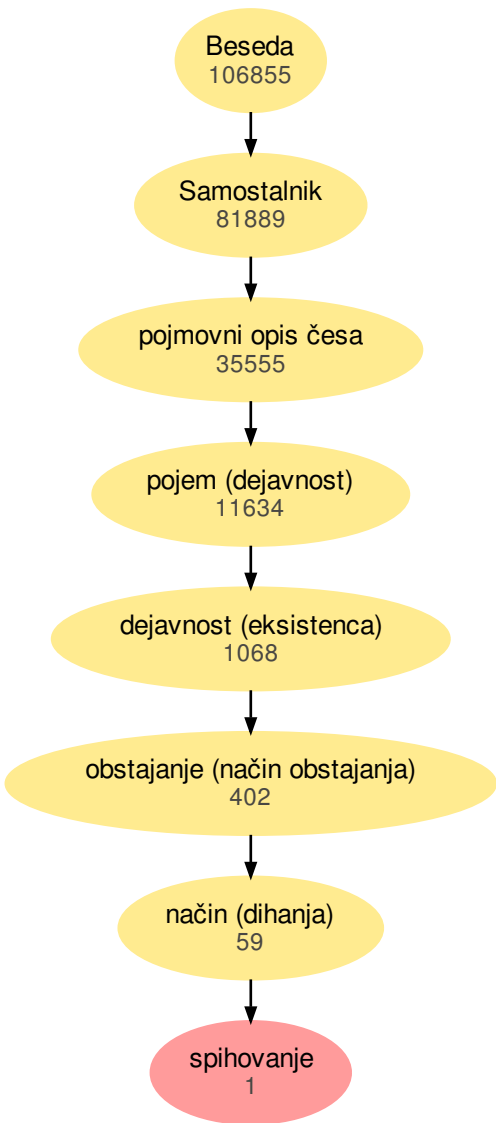 Beseda
106855
Samostalnik
81889
pojmovni opis česa
35555
pojem (dejavnost)
11634
dejavnost (eksistenca)
1068
obstajanje (način obstajanja)
402
način (dihanja)
59
spihovanje
1